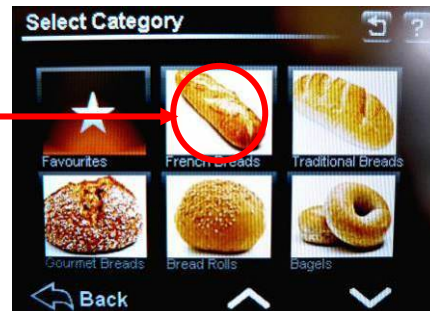 Select Category ?
Favourites French Breads Traditional Breads
Gourmet Breads Bread Rolls Bagels
Back